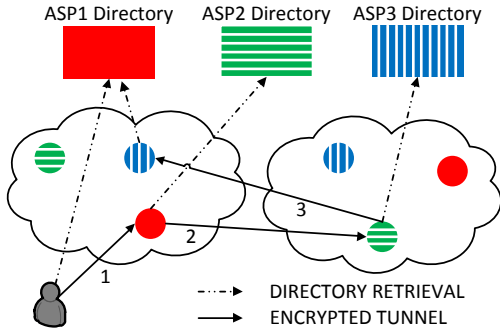 ASP1 Directory
ASP2 Directory
ASP3 Directory
3
2
1
DIRECTORY RETRIEVAL
ENCRYPTED TUNNEL